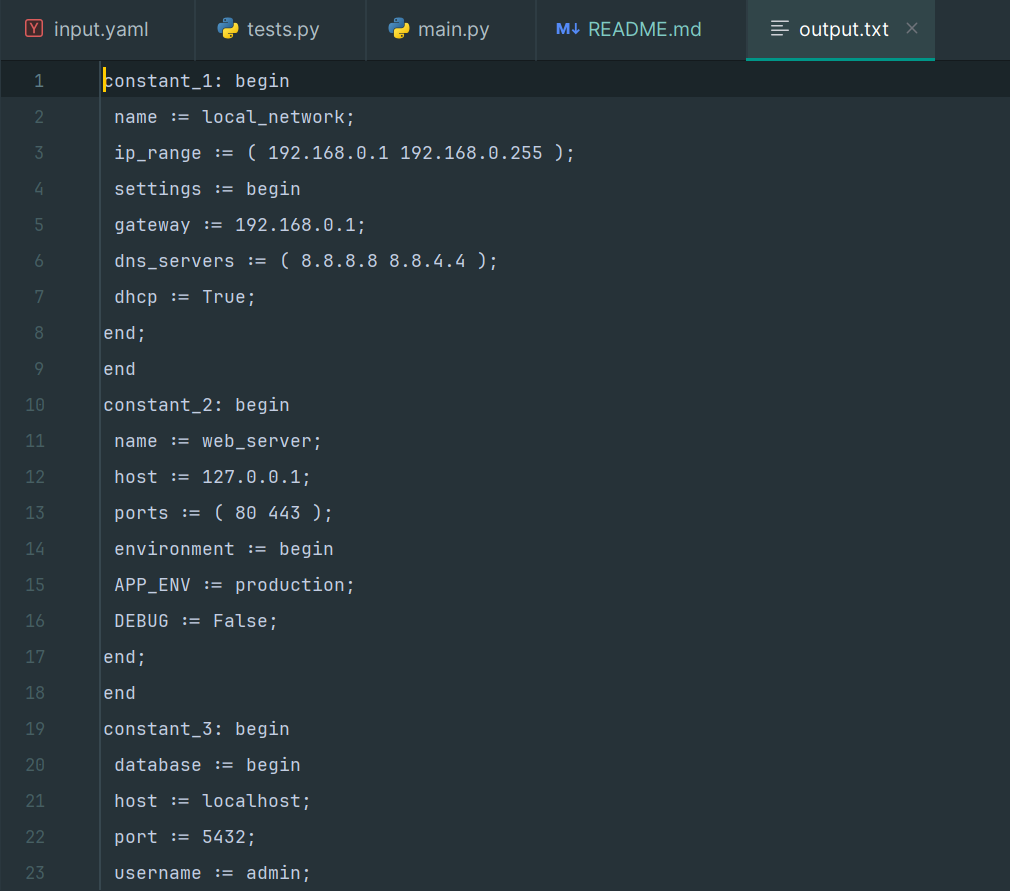 input.yaml tests.py main.py M↓ README.md output.txt ×
1 constant_1: begin
2  name := local_network;
3  ip_range := ( 192.168.0.1 192.168.0.255 );
4  settings := begin
5  gateway := 192.168.0.1;
6  dns_servers := ( 8.8.8.8 8.8.4.4 );
7  dhcp := True;
8 end;
9 end
10 constant_2: begin
11  name := web_server;
12  host := 127.0.0.1;
13  ports := ( 80 443 );
14  environment := begin
15  APP_ENV := production;
16  DEBUG := False;
17 end;
18 end
19 constant_3: begin
20  database := begin
21  host := localhost;
22  port := 5432;
23  username := admin;